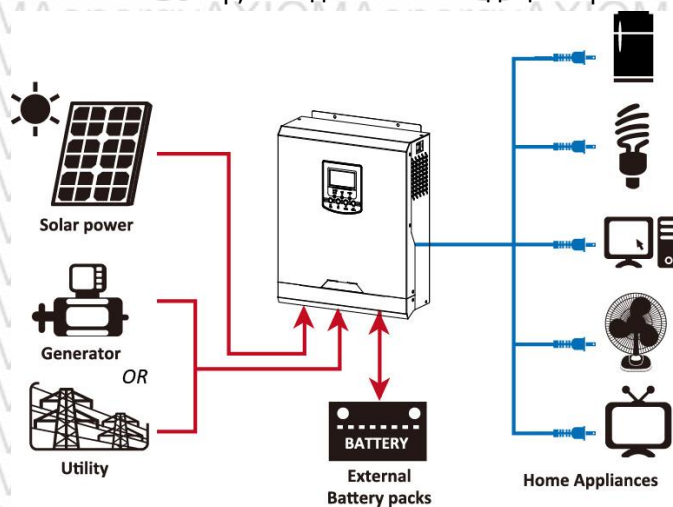 Solar power
Generator
OR
Utility
BATTERY
External
Battery packs
Home Appliances